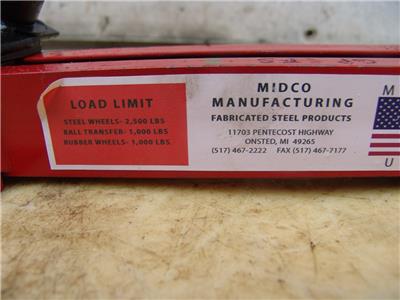 LOAD LIMIT
STEEL WHEELS- 2,500 LBS
BALL TRANSFER- 1,000 LBS
RUBBER WHEELS- 1,000 LBS
MIDCO
MANUFACTURING
FABRICATED STEEL PRODUCTS
11703 PENTECOST HIGHWAY
ONSTED, MI 49265
(517) 467-2222 FAX (517) 467-7177
M
U